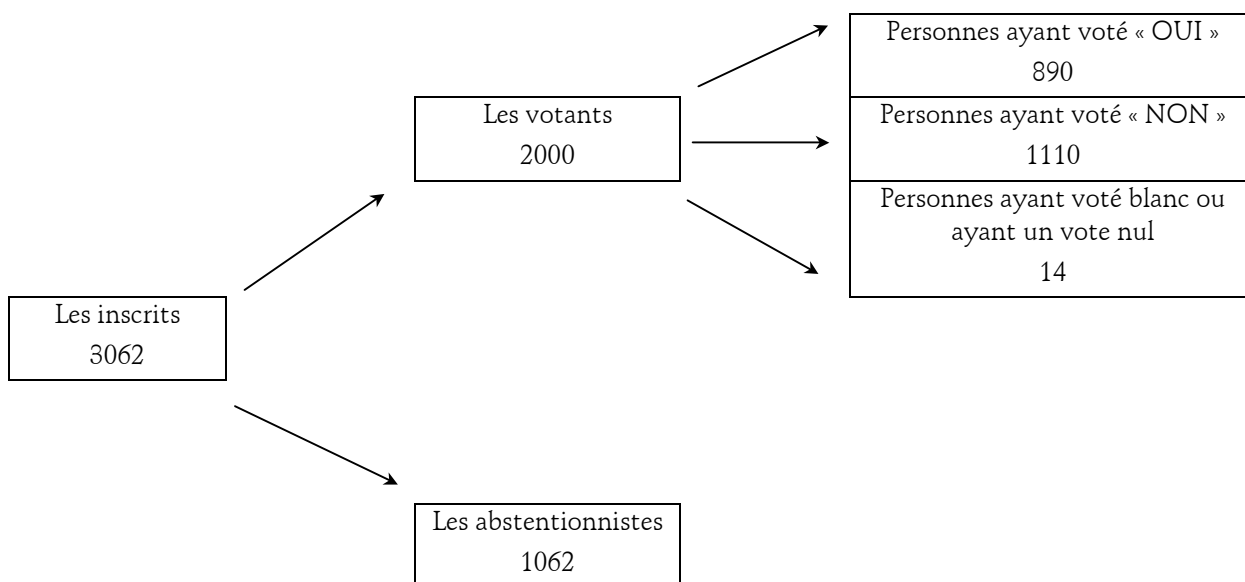 Personnes ayant voté « OUI »
890
Les votants
2000
Personnes ayant voté « NON »
1110
Personnes ayant voté blanc ou
ayant un vote nul
14
Les inscrits
3062
Les abstentionnistes
1062